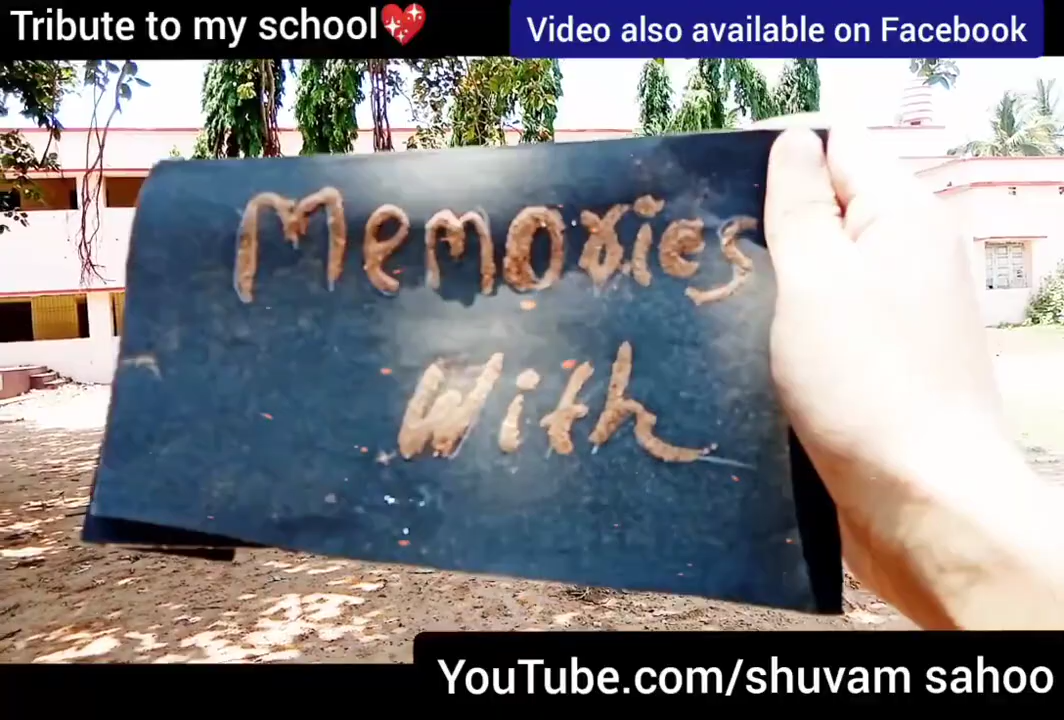 Tribute to my school💖
Video also available on Facebook
Memories
With
YouTube.com/shuvam sahoo